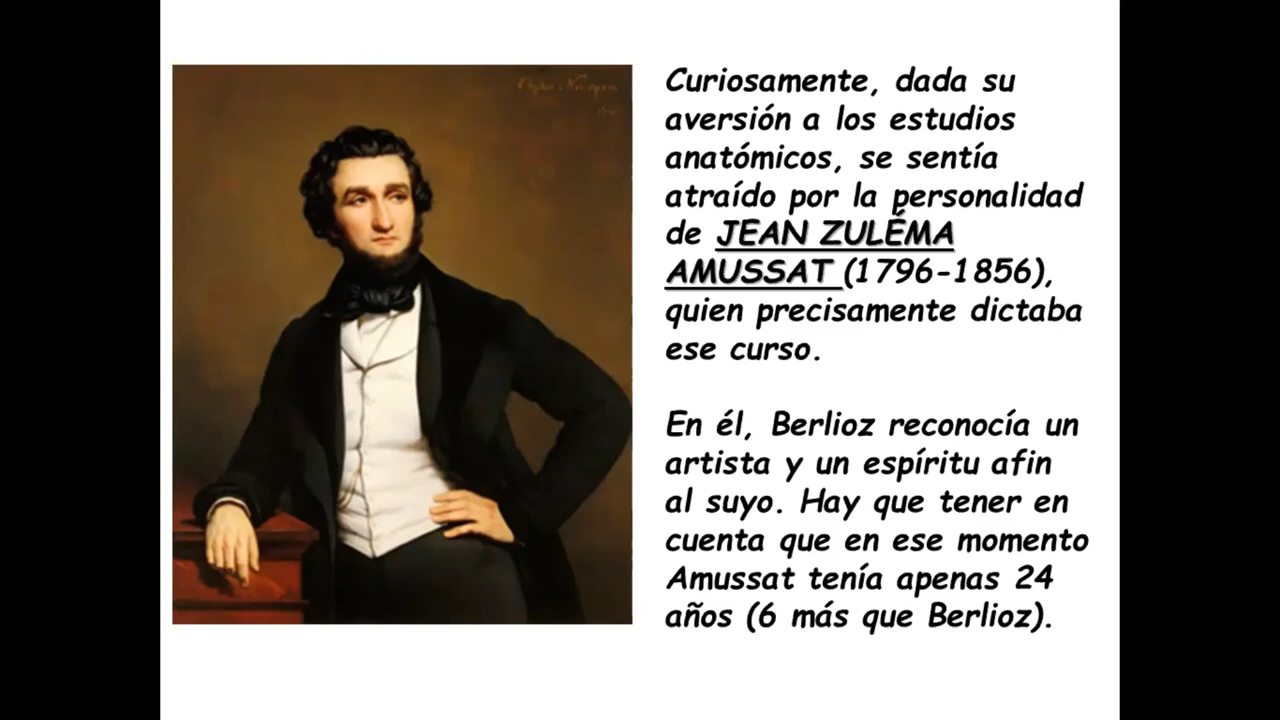 Curiosamente, dada su
aversión a los estudios
anatómicos, se sentía
atraído por la personalidad
de JEAN ZULÉMA
AMUSSAT (1796-1856),
quien precisamente dictaba
ese curso.
En él, Berlioz reconocía un
artista y un espíritu afin
al suyo. Hay que tener en
cuenta que en ese momento
Amussat tenía apenas 24
años (6 más que Berlioz).